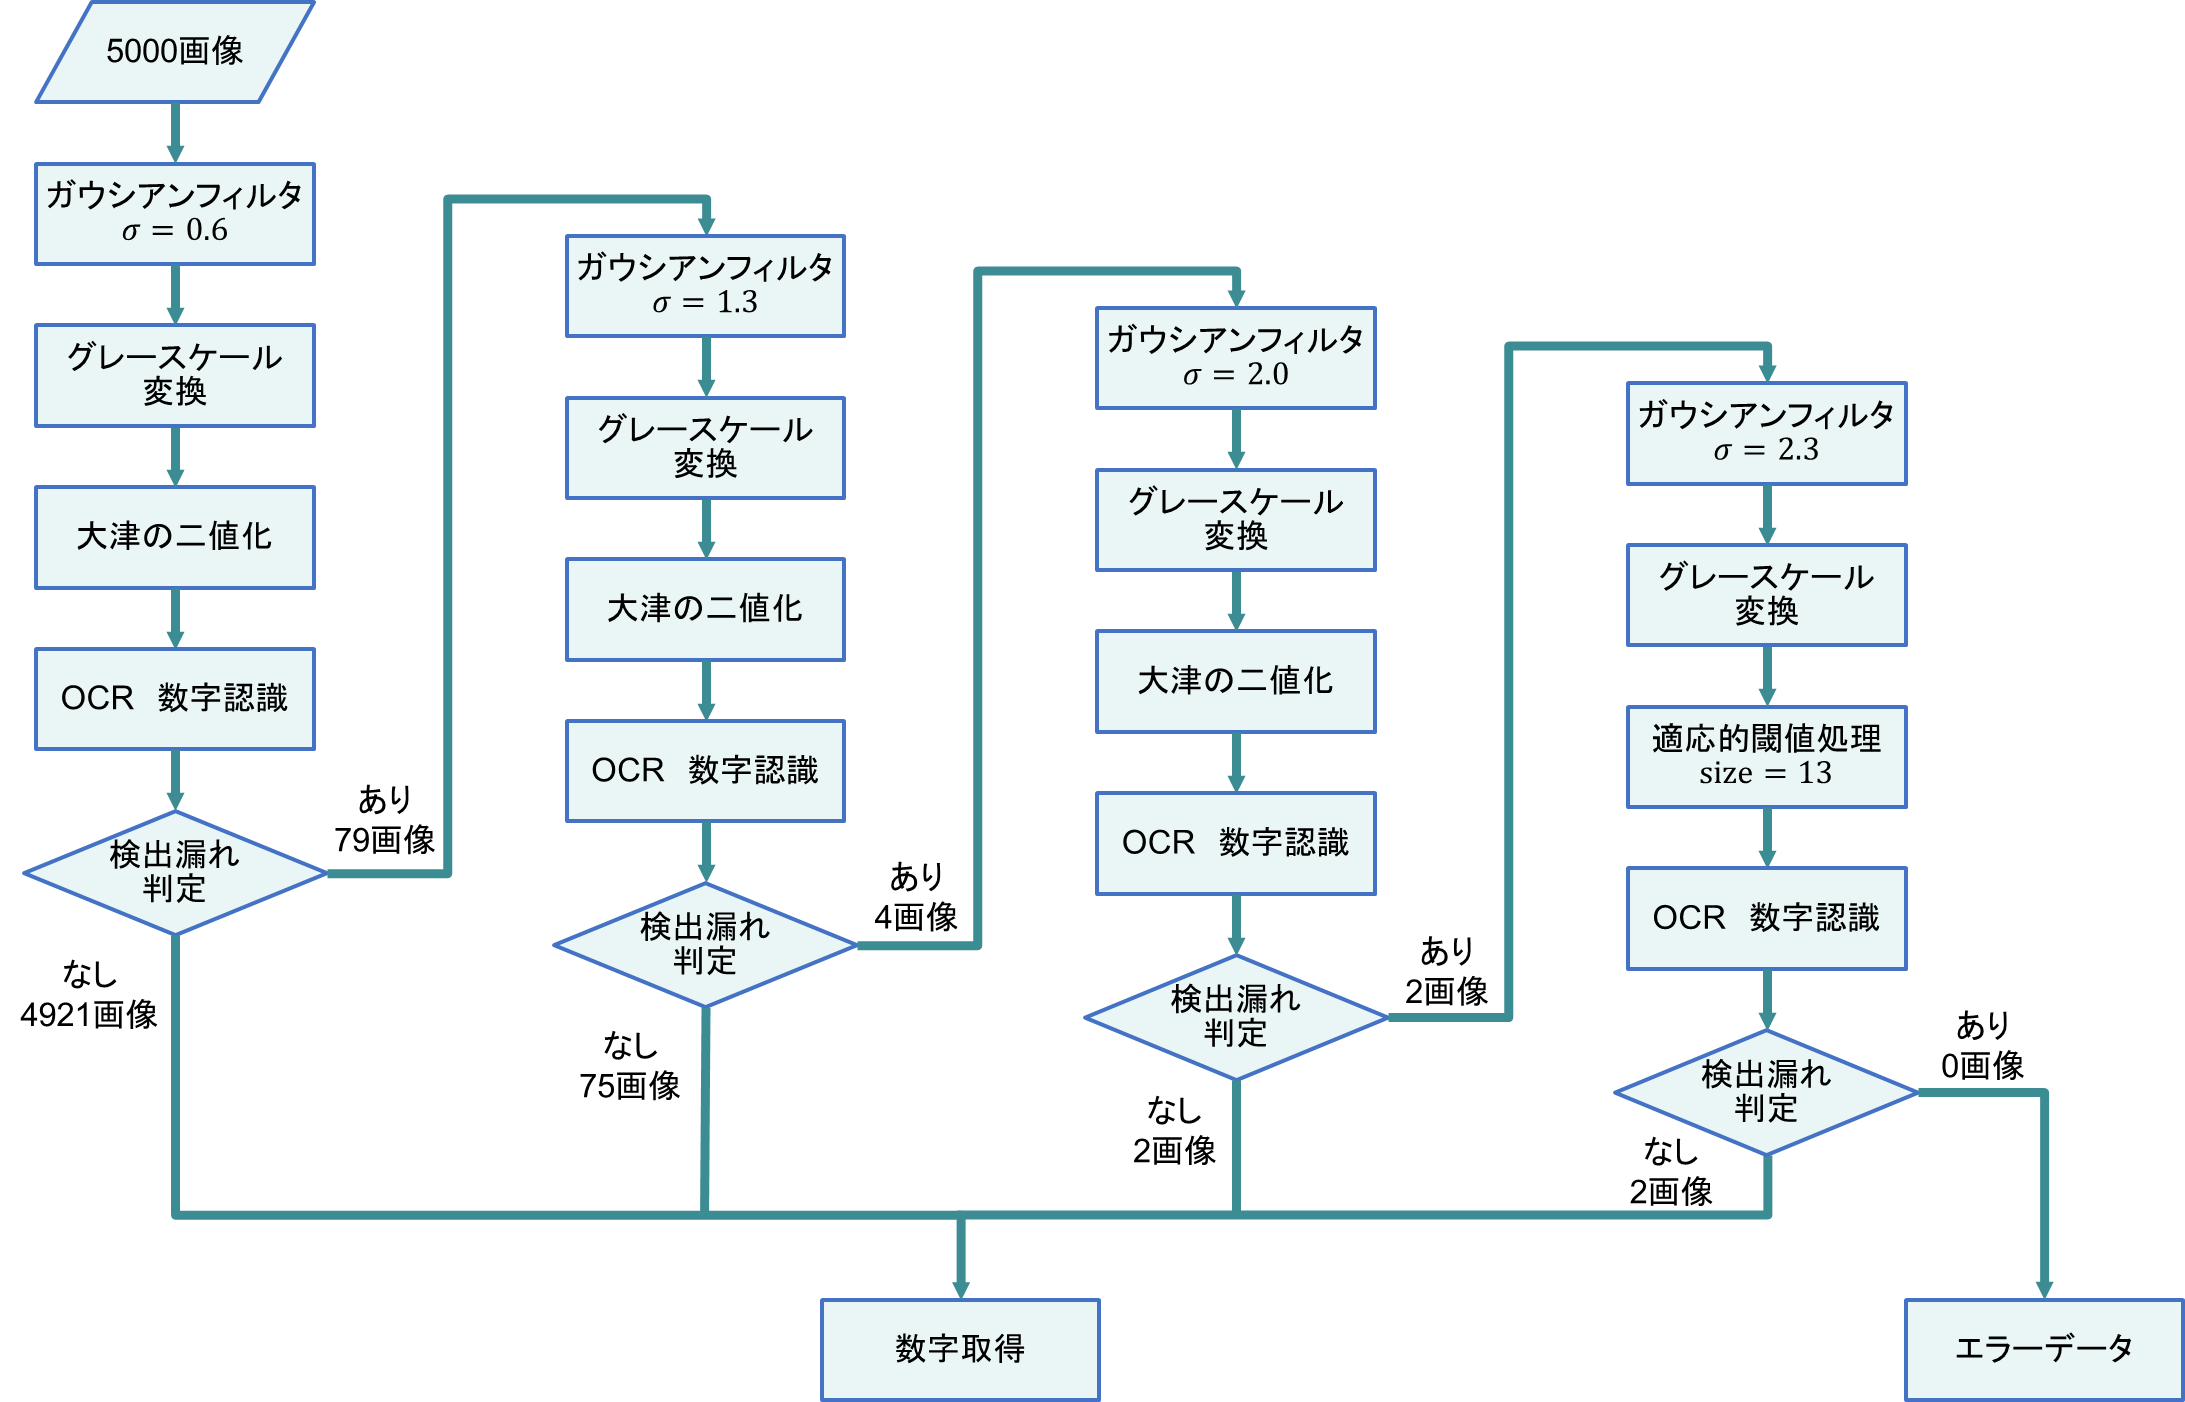 5000画像
ガウシアンフィルタ
σ = 0.6
グレースケール
変換
大津の二値化
OCR　数字認識
検出漏れ
判定
あり
79画像
なし
4921画像
ガウシアンフィルタ
σ = 1.3
グレースケール
変換
大津の二値化
OCR　数字認識
検出漏れ
判定
あり
4画像
なし
75画像
ガウシアンフィルタ
σ = 2.0
グレースケール
変換
大津の二値化
OCR　数字認識
検出漏れ
判定
あり
2画像
なし
2画像
ガウシアンフィルタ
σ = 2.3
グレースケール
変換
適応的閾値処理
size = 13
OCR　数字認識
検出漏れ
判定
あり
0画像
なし
2画像
数字取得
エラーデータ